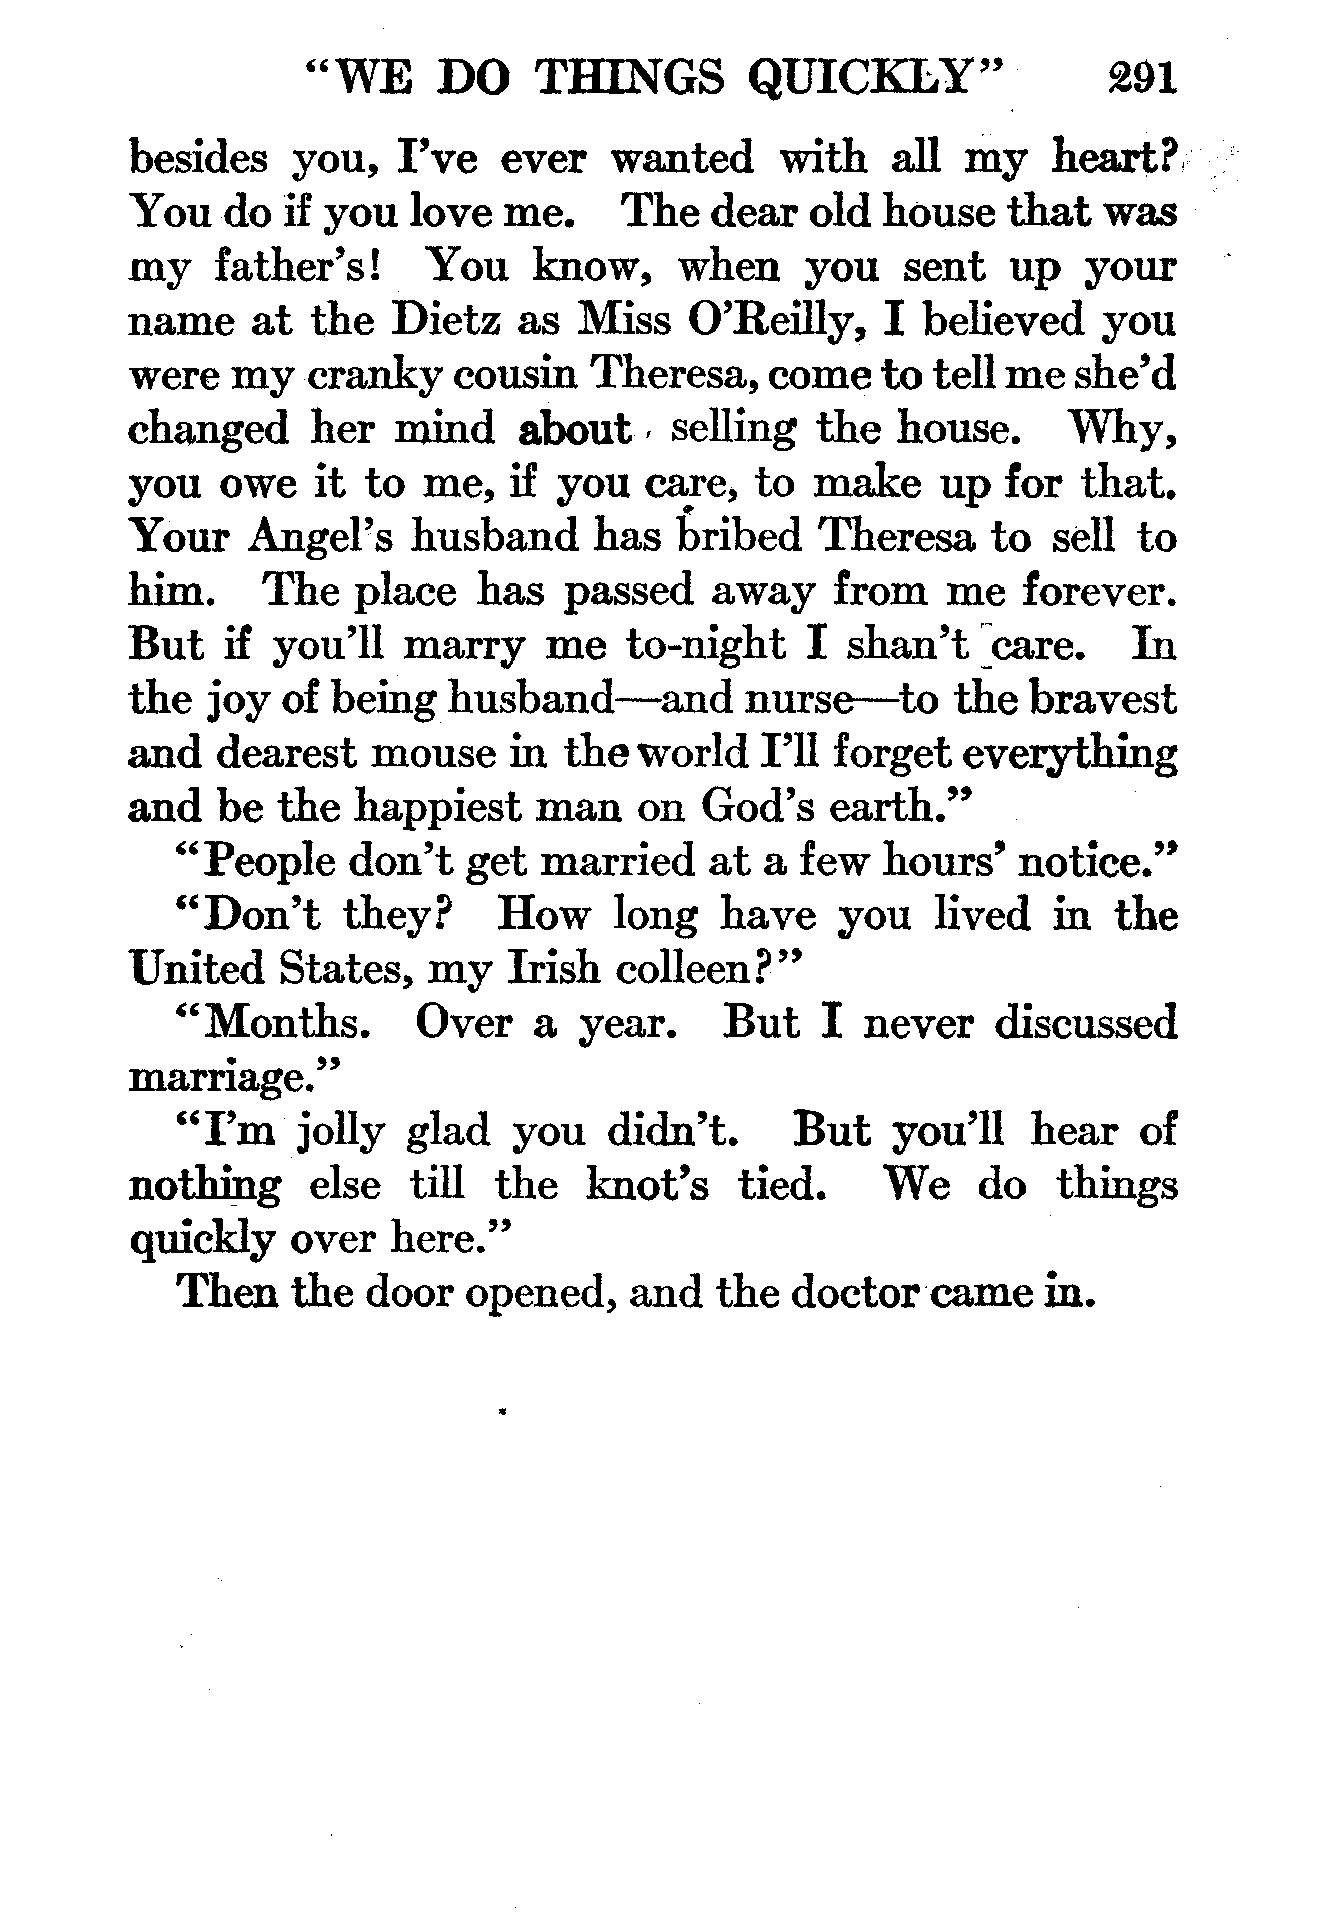 "WE DO THINGS QUICKLY" 291
besides you, I've ever wanted with all my heart?
You do if you love me. The dear old house that was
my father's! You know, when you sent up your
name at the Dietz as Miss O'Reilly, I believed you
were my cranky cousin Theresa, come to tell me she'd
changed her mind about selling the house. Why,
you owe it to me, if you care, to make up for that.
Your Angel's husband has bribed Theresa to sell to
him. The place has passed away from me forever.
But if you'll marry me to-night I shan't care. In
the joy of being husband—and nurse—to the bravest
and dearest mouse in the world I'll forget everything
and be the happiest man on God's earth."
"People don't get married at a few hours' notice."
"Don't they? How long have you lived in the
United States, my Irish colleen?"
"Months. Over a year. But I never discussed
marriage."
"I'm jolly glad you didn't. But you'll hear of
nothing else till the knot's tied. We do things
quickly over here."
Then the door opened, and the doctor came in.